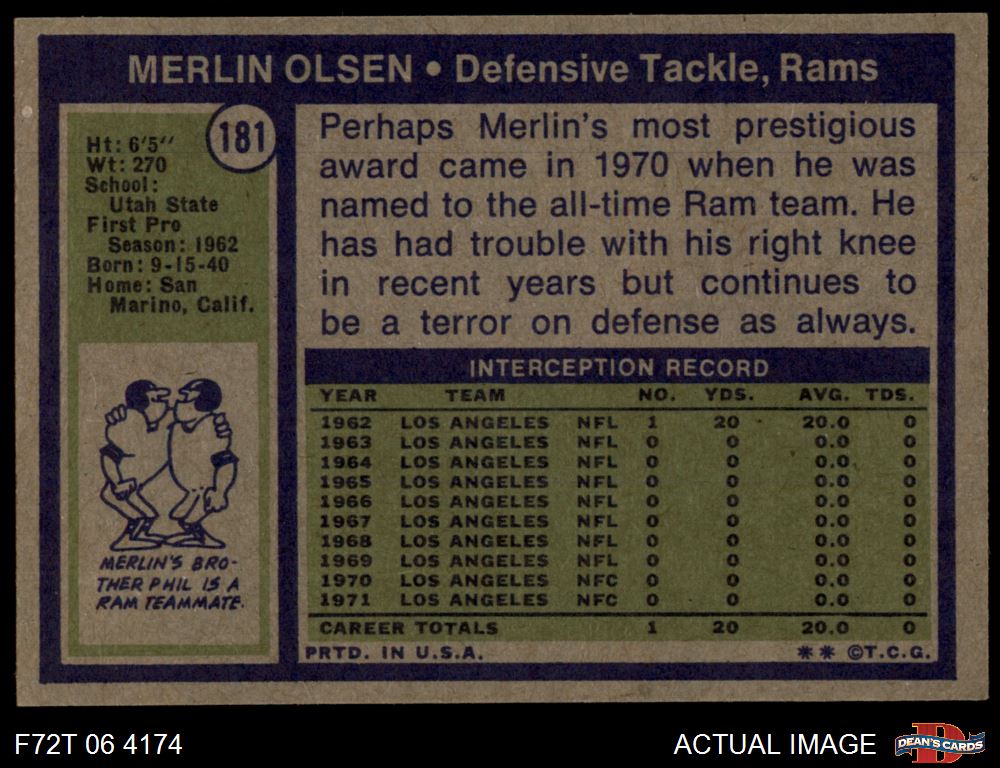 MERLIN OLSEN • Defensive Tackle, Rams
181
Ht: 6'5"
Wt: 270
School:
Utah State
First Pro
Season: 1962
Born: 9-15-40
Home: San
Marino, Calif.
MERLIN'S BRO-
THER PHIL IS A
RAM TEAMMATE.
Perhaps Merlin's most prestigious
award came in 1970 when he was
named to the all-time Ram team. He
has had trouble with his right knee
in recent years but continues to
be a terror on defense as always.
INTERCEPTION RECORD
YEAR TEAM NO. YDS. AVG. TDS.
1962 LOS ANGELES NFL 1 20 20.0 0
1963 LOS ANGELES NFL 0 0 0.0 0
1964 LOS ANGELES NFL 0 0 0.0 0
1965 LOS ANGELES NFL 0 0 0.0 0
1966 LOS ANGELES NFL 0 0 0.0 0
1967 LOS ANGELES NFL 0 0 0.0 0
1968 LOS ANGELES NFL 0 0 0.0 0
1969 LOS ANGELES NFL 0 0 0.0 0
1970 LOS ANGELES NFC 0 0 0.0 0
1971 LOS ANGELES NFC 0 0 0.0 0
CAREER TOTALS 1 20 20.0 0
PRTD. IN U.S.A. ** ©T.C.G.
F72T 06 4174 ACTUAL IMAGE
D
DEAN'S CARDS